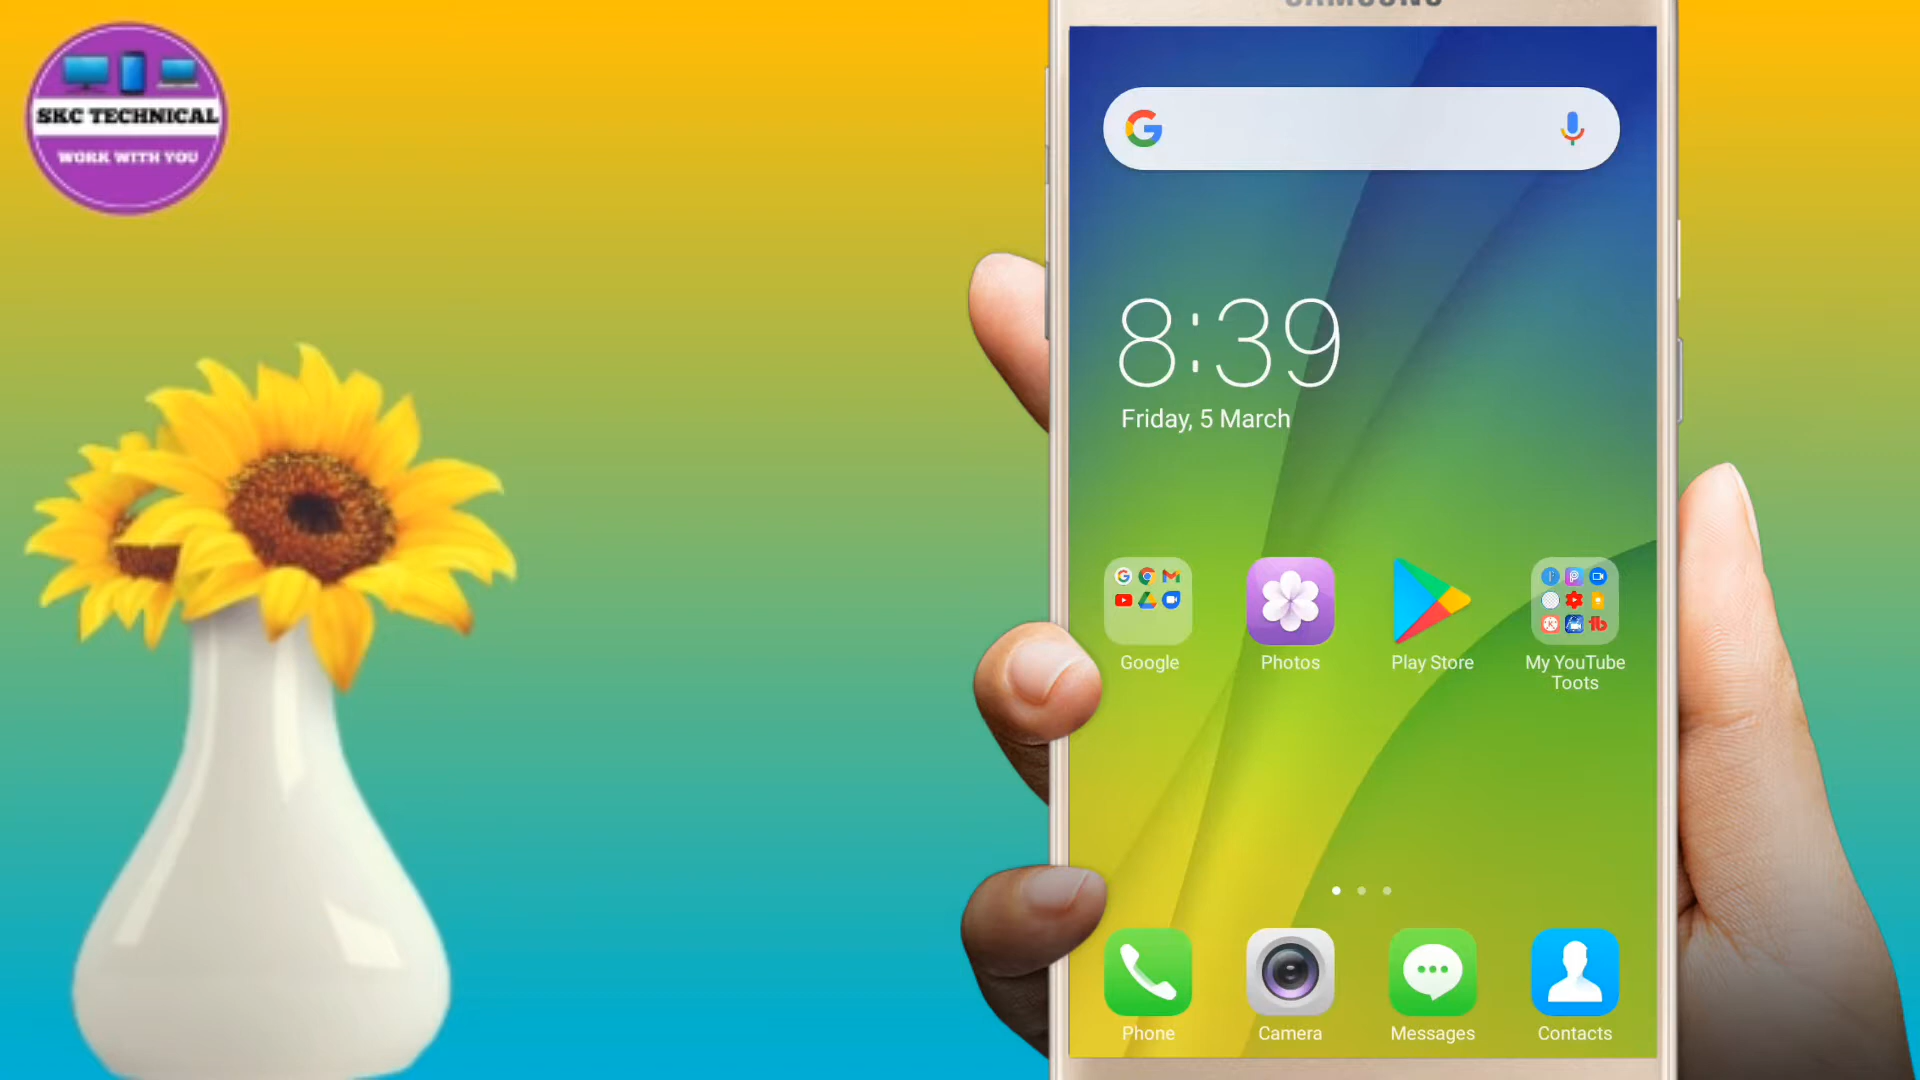 SAMSUNG
SKC TECHNICAL
WORK WITH YOU
8:39
Friday, 5 March
Google
Photos
Play Store
My YouTube
Toots
Phone
Camera
Messages
Contacts